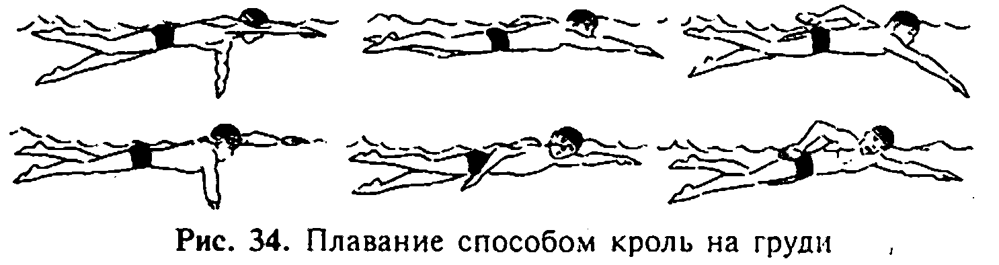 Рис. 34. Плавание способом кроль на груди